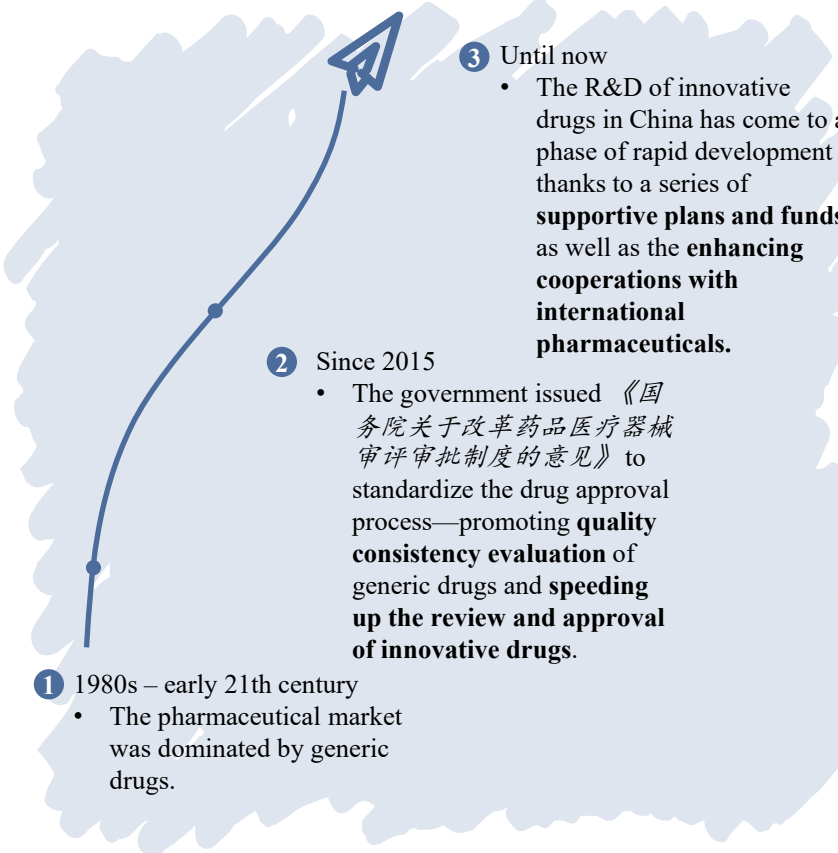 3 Until now
• The R&D of innovative
drugs in China has come to a
phase of rapid development
thanks to a series of
supportive plans and funds
as well as the enhancing
cooperations with
international
pharmaceuticals.
2 Since 2015
• The government issued 《国
务院关于改革药品医疗器械
审评审批制度的意见》 to
standardize the drug approval
process—promoting quality
consistency evaluation of
generic drugs and speeding
up the review and approval
of innovative drugs.
1 1980s – early 21th century
• The pharmaceutical market
was dominated by generic
drugs.